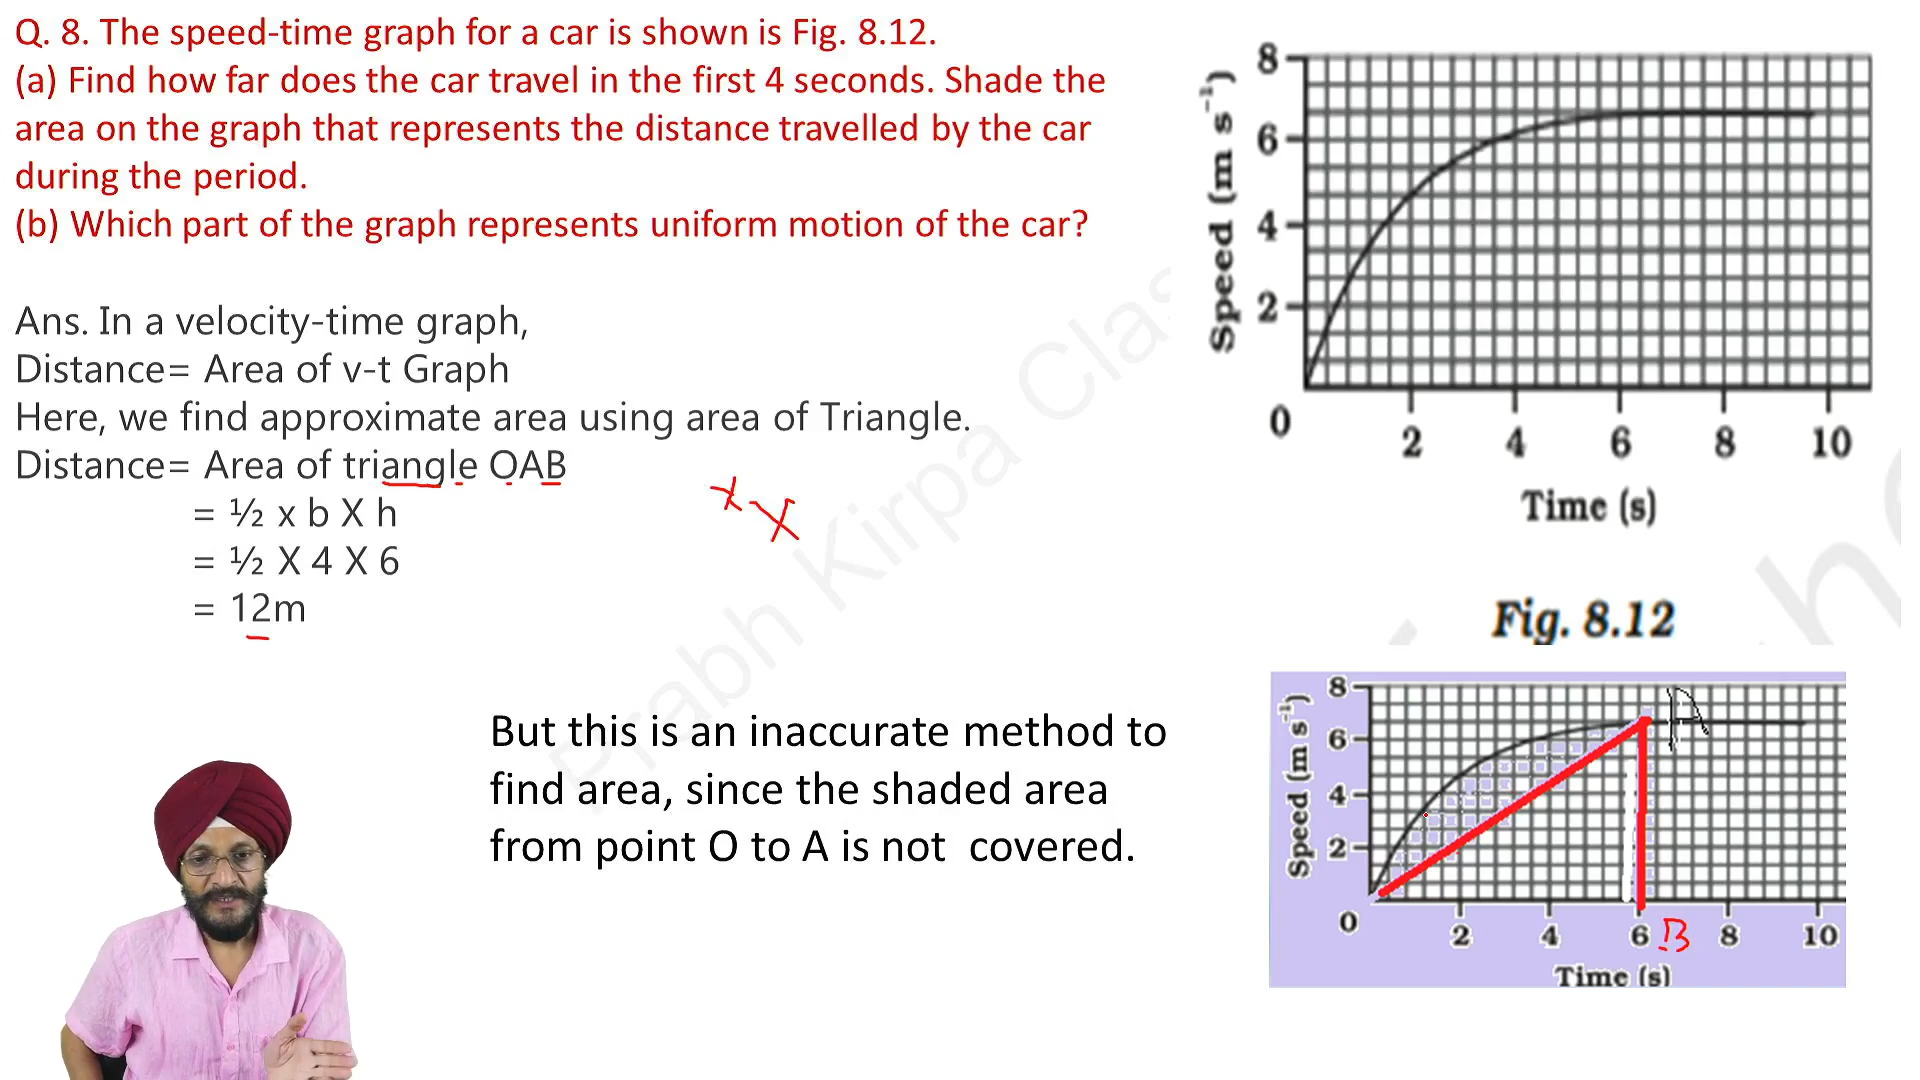 Q. 8. The speed-time graph for a car is shown is Fig. 8.12.
(a) Find how far does the car travel in the first 4 seconds. Shade the
area on the graph that represents the distance travelled by the car
during the period.
(b) Which part of the graph represents uniform motion of the car?
Ans. In a velocity-time graph,
Distance= Area of v-t Graph
Here, we find approximate area using area of Triangle.
Distance= Area of triangle OAB
= ½ x b X h
= ½ X 4 X 6
= 12m
But this is an inaccurate method to
find area, since the shaded area
from point O to A is not covered.
Prabh Kirpa Clas
8
6
4
2
0
Speed (m s⁻¹)
2 4 6 8 10
Time (s)
Fig. 8.12
8
6
4
2
0
Speed (m s⁻¹)
A
2 4 6 B 8 10
Time (s)